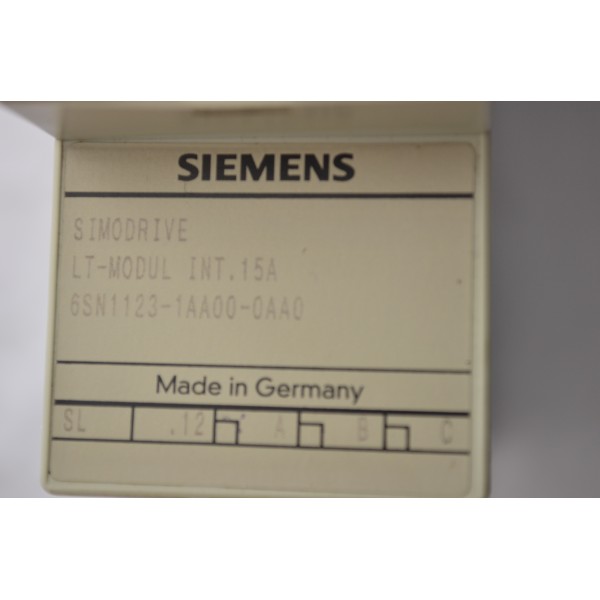 SIEMENS
SIMODRIVE
LT-MODUL INT.15A
6SN1123-1AA00-0AA0
Made in Germany
SL .12 A B C